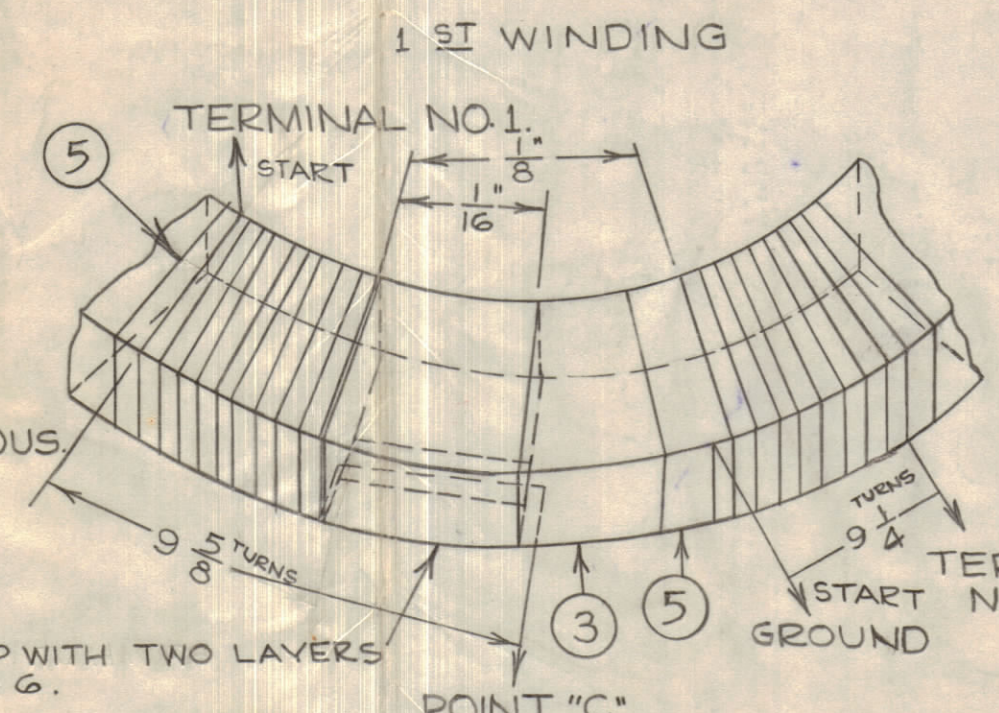 1 ST WINDING
TERMINAL NO. 1.
5
START
1/8"
1/16"
OUS.
9 5/8 TURNS
TURNS
9 1/4
3
5
START
GROUND
WITH TWO LAYERS
6.
POINT "C"